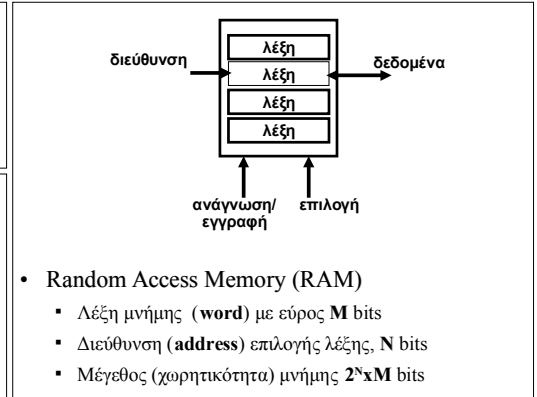 λέξη
διεύθυνση λέξη δεδομένα
λέξη
λέξη
ανάγνωση/ επιλογή
εγγραφή
• Random Access Memory (RAM)
▪ Λέξη μνήμης (word) με εύρος M bits
▪ Διεύθυνση (address) επιλογής λέξης, N bits
▪ Μέγεθος (χωρητικότητα) μνήμης 2ᴺxM bits